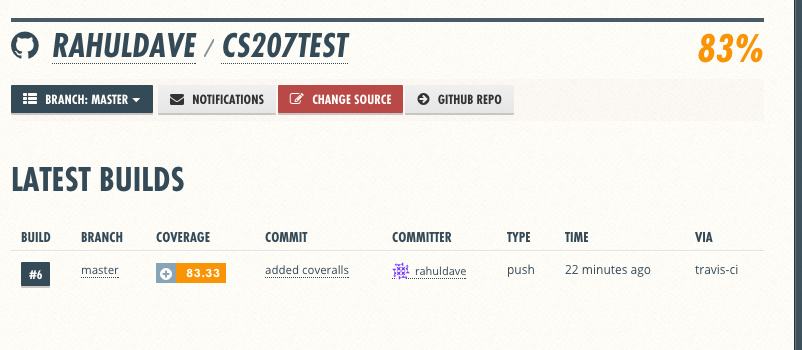 RAHULDAVE / CS207TEST 83%
BRANCH: MASTER NOTIFICATIONS CHANGE SOURCE GITHUB REPO
LATEST BUILDS
BUILD BRANCH COVERAGE COMMIT COMMITTER TYPE TIME VIA
#6 master 83.33 added coveralls rahuldave push 22 minutes ago travis-ci